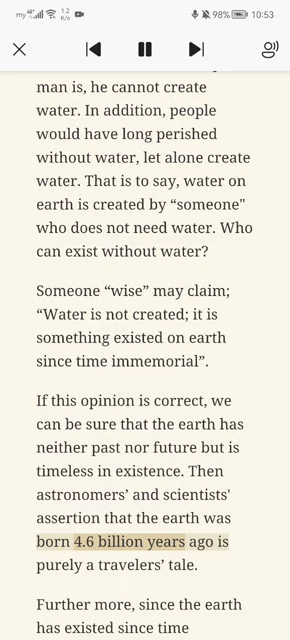 my 4G 1.2 K/s 98% 10:53
man is, he cannot create
water. In addition, people
would have long perished
without water, let alone create
water. That is to say, water on
earth is created by “someone"
who does not need water. Who
can exist without water?
Someone “wise” may claim;
“Water is not created; it is
something existed on earth
since time immemorial”.
If this opinion is correct, we
can be sure that the earth has
neither past nor future but is
timeless in existence. Then
astronomers’ and scientists'
assertion that the earth was
born 4.6 billion years ago is
purely a travelers’ tale.
Further more, since the earth
has existed since time